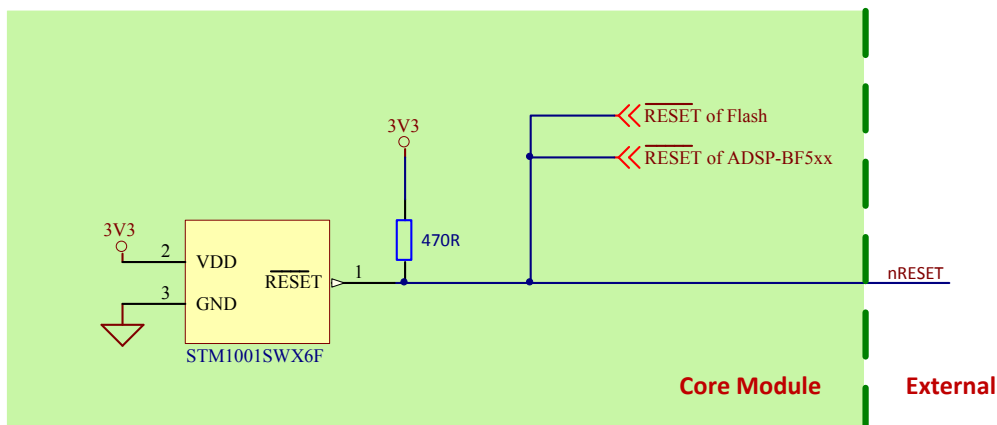 RESET of Flash
3V3
RESET of ADSP-BF5xx
3V3
470R
2
VDD
RESET
1
nRESET
3
GND
STM1001SWX6F
Core Module
External